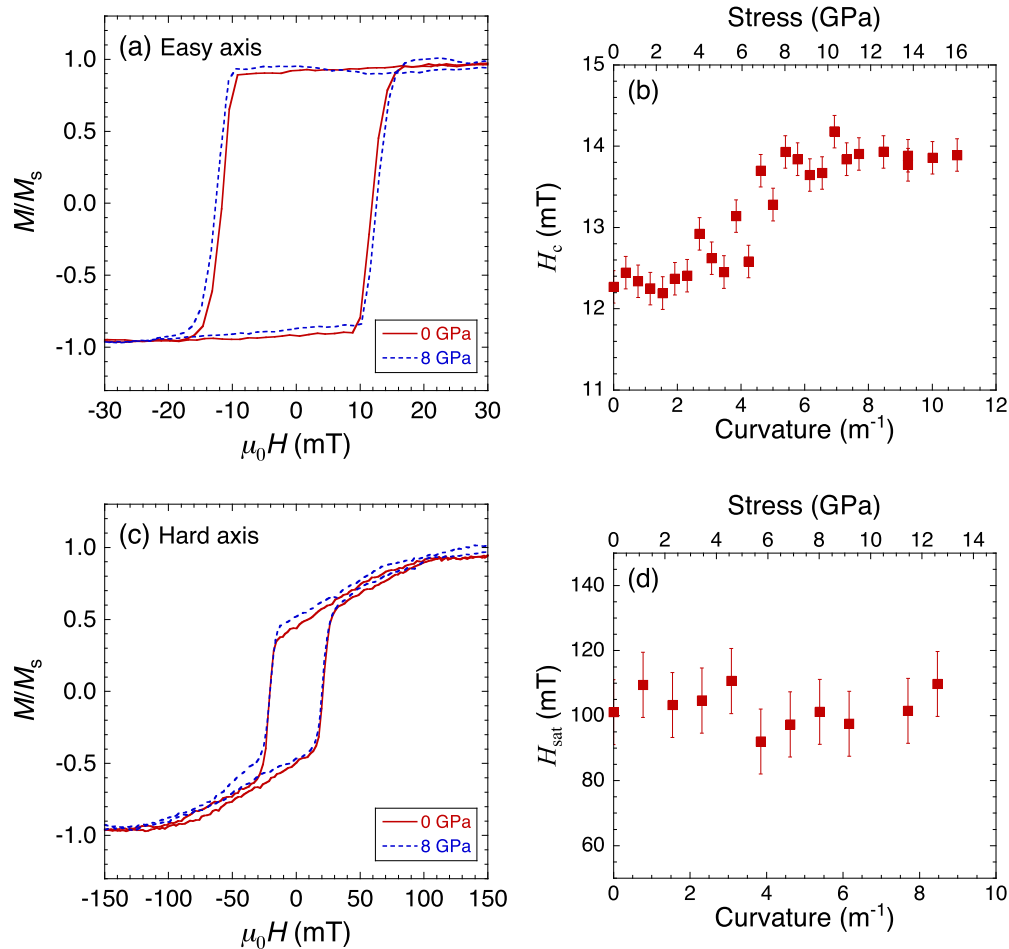 (a) Easy axis
1.0
0.5
0.0
-0.5
-1.0
M/Ms
0 GPa
8 GPa
-30 -20 -10 0 10 20 30
μ0H (mT)
Stress (GPa)
0 2 4 6 8 10 12 14 16
(b)
15
14
13
12
11
Hc (mT)
0 2 4 6 8 10 12
Curvature (m-1)
(c) Hard axis
1.0
0.5
0.0
-0.5
-1.0
M/Ms
0 GPa
8 GPa
-150 -100 -50 0 50 100 150
μ0H (mT)
Stress (GPa)
0 2 4 6 8 10 12 14
(d)
140
120
100
80
60
Hsat (mT)
0 2 4 6 8 10
Curvature (m-1)